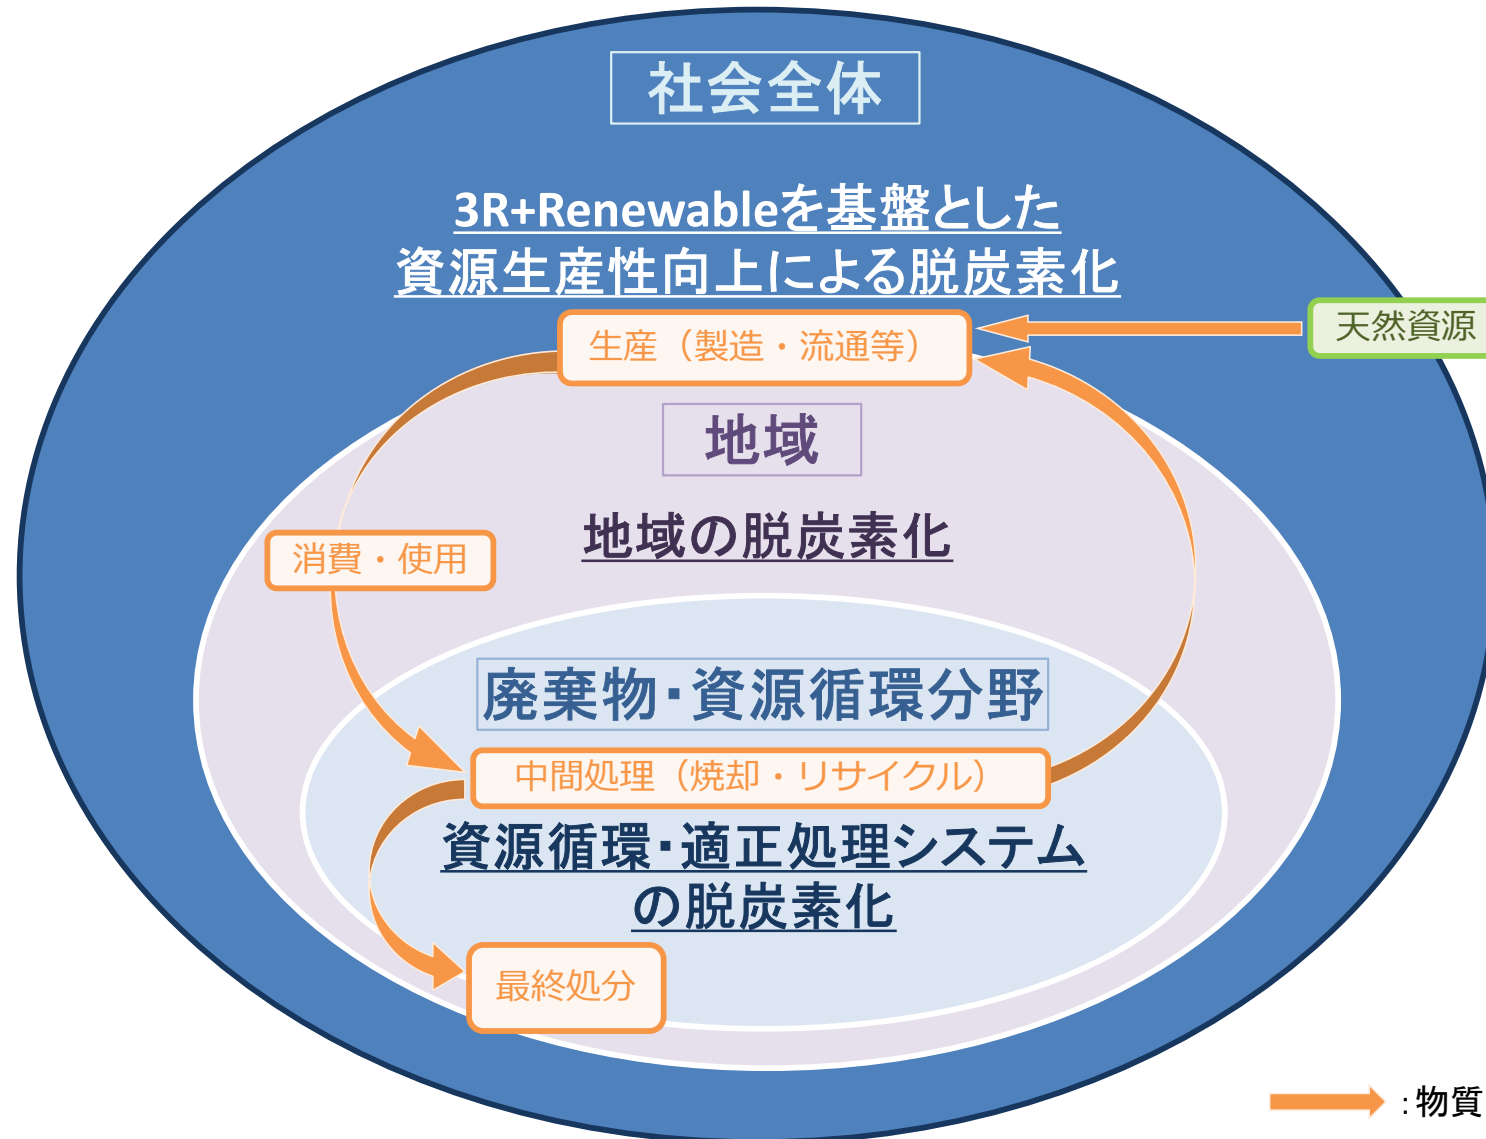 社会全体
3R+Renewableを基盤とした
資源生産性向上による脱炭素化
生産（製造・流通等）
天然資源
地域
地域の脱炭素化
消費・使用
廃棄物・資源循環分野
中間処理（焼却・リサイクル）
資源循環・適正処理システム
の脱炭素化
最終処分
：物質